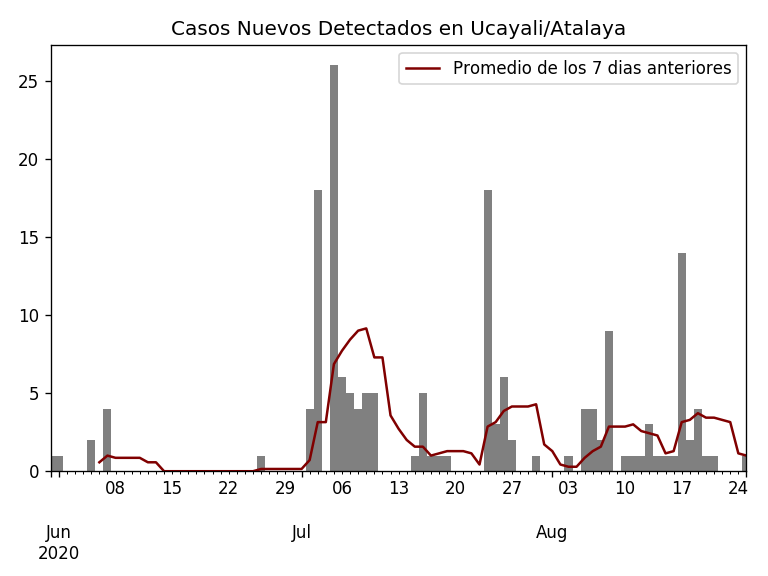 Casos Nuevos Detectados en Ucayali/Atalaya
Promedio de los 7 dias anteriores
25
20
15
10
5
0
08 15 22 29 06 13 20 27 03 10 17 24
Jun Jul Aug
2020